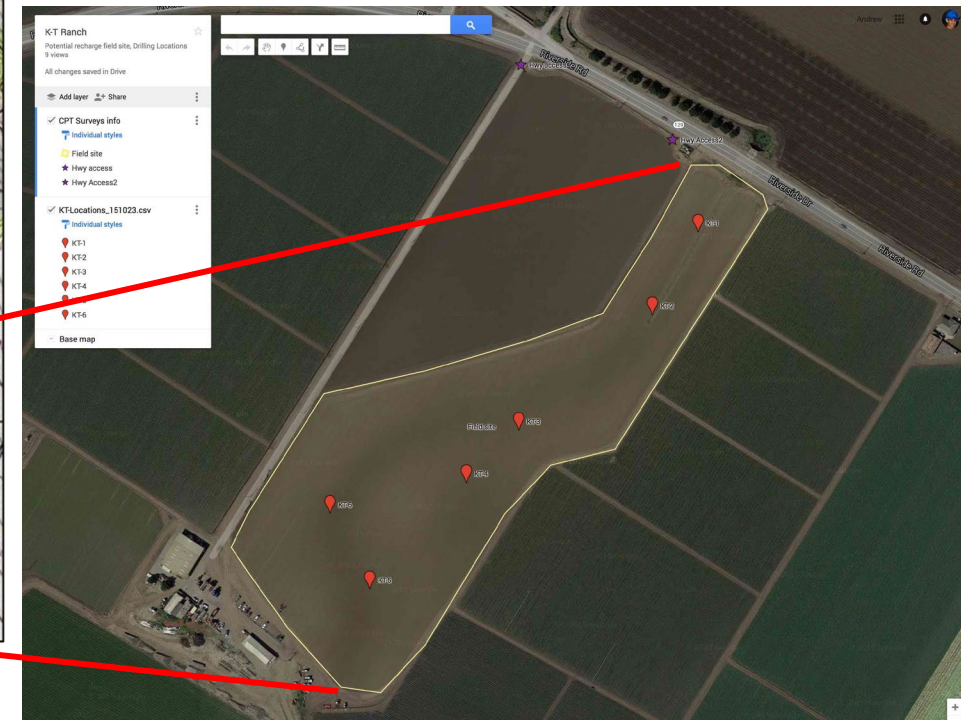 K-T Ranch
Potential recharge field site, Drilling Locations
9 views
All changes saved in Drive
Add layer
Share
CPT Surveys info
Individual styles
Field site
Hwy access
Hwy Access2
KT-Locations_151023.csv
Individual styles
KT-1
KT-2
KT-3
KT-4
KT-6
Base map
Andrew
Riverside Rd
Hwy access
129
Hwy Access2
Riverside Dr
Riverside Rd
KT-1
KT-2
KT-3
Field site
KT-4
KT-6
KT-5